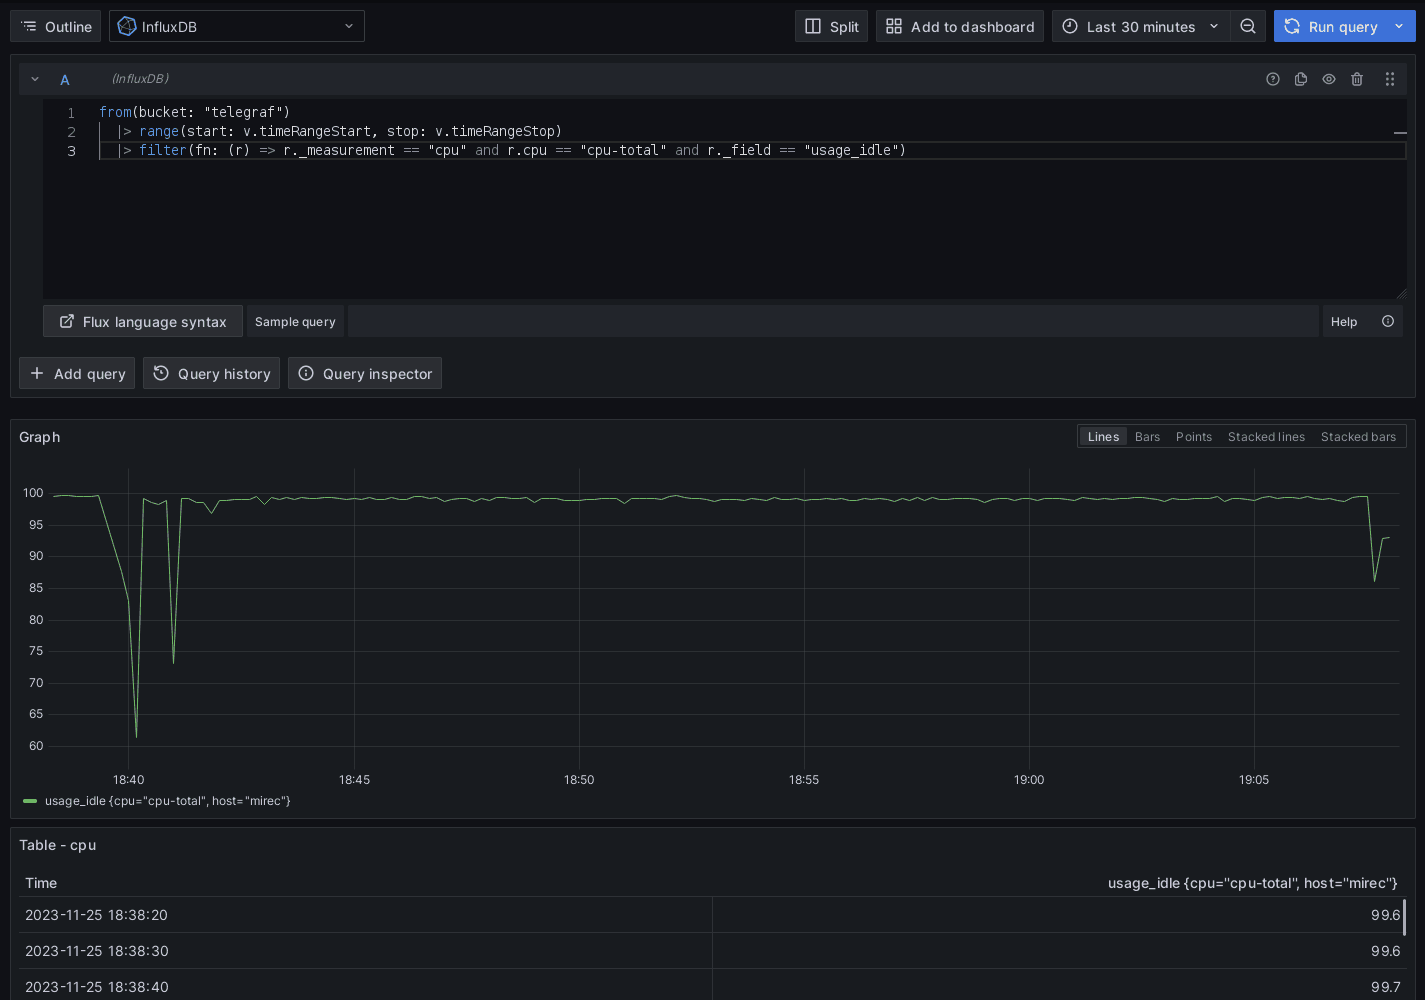 Outline
InfluxDB
Split
Add to dashboard
Last 30 minutes
Run query
A
(InfluxDB)
1 from(bucket: "telegraf")
2 |> range(start: v.timeRangeStart, stop: v.timeRangeStop)
3 |> filter(fn: (r) => r._measurement == "cpu" and r.cpu == "cpu-total" and r._field == "usage_idle")
Flux language syntax
Sample query
Help
Add query
Query history
Query inspector
Graph
Lines
Bars
Points
Stacked lines
Stacked bars
100
95
90
85
80
75
70
65
60
18:40
18:45
18:50
18:55
19:00
19:05
usage_idle {cpu="cpu-total", host="mirec"}
Table - cpu
Time
usage_idle {cpu="cpu-total", host="mirec"}
2023-11-25 18:38:20
99.6
2023-11-25 18:38:30
99.6
2023-11-25 18:38:40
99.7